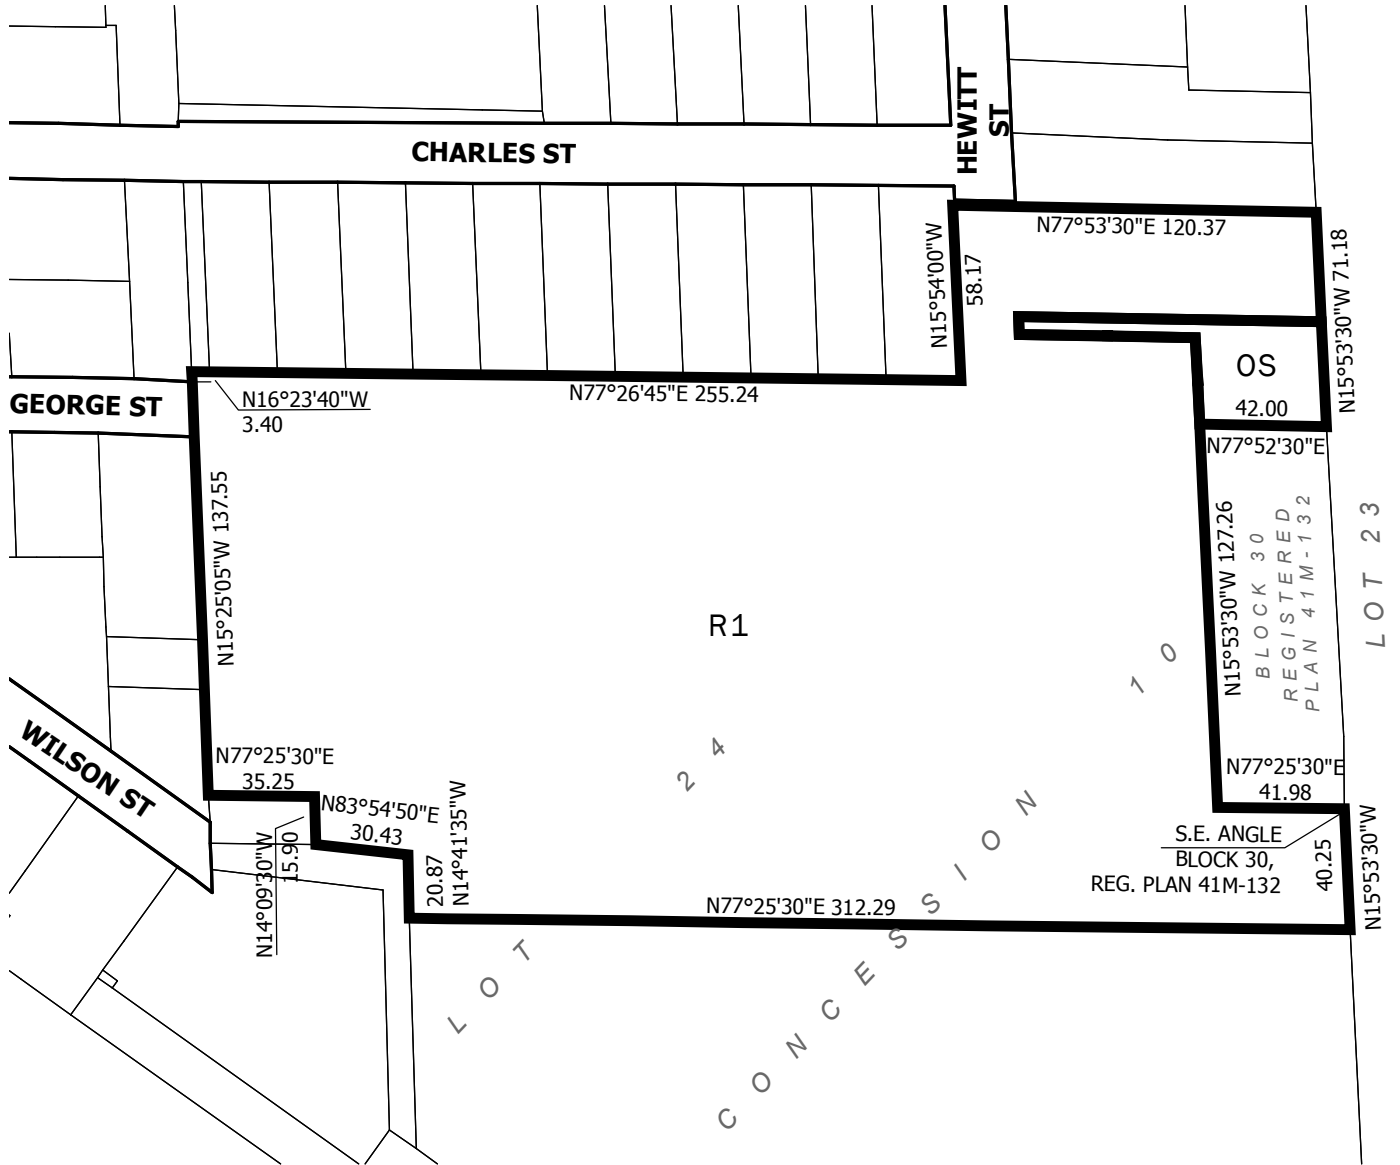 HEWITT
ST
CHARLES ST
N77°53'30"E 120.37
N15°54'00"W
58.17
N15°53'30"W 71.18
OS
42.00
N77°52'30"E
GEORGE ST
N16°23'40"W
3.40
N77°26'45"E 255.24
N15°25'05"W 137.55
N15°53'30"W 127.26
BLOCK 30
REGISTERED
PLAN 41M-132
LOT 23
R1
WILSON ST
N77°25'30"E
35.25
N83°54'50"E
30.43
N14°09'30"W
15.90
20.87
N14°41'35"W
N77°25'30"E
41.98
S.E. ANGLE
BLOCK 30,
REG. PLAN 41M-132
40.25
N15°53'30"W
N77°25'30"E 312.29
LOT 24
CONCESSION 10